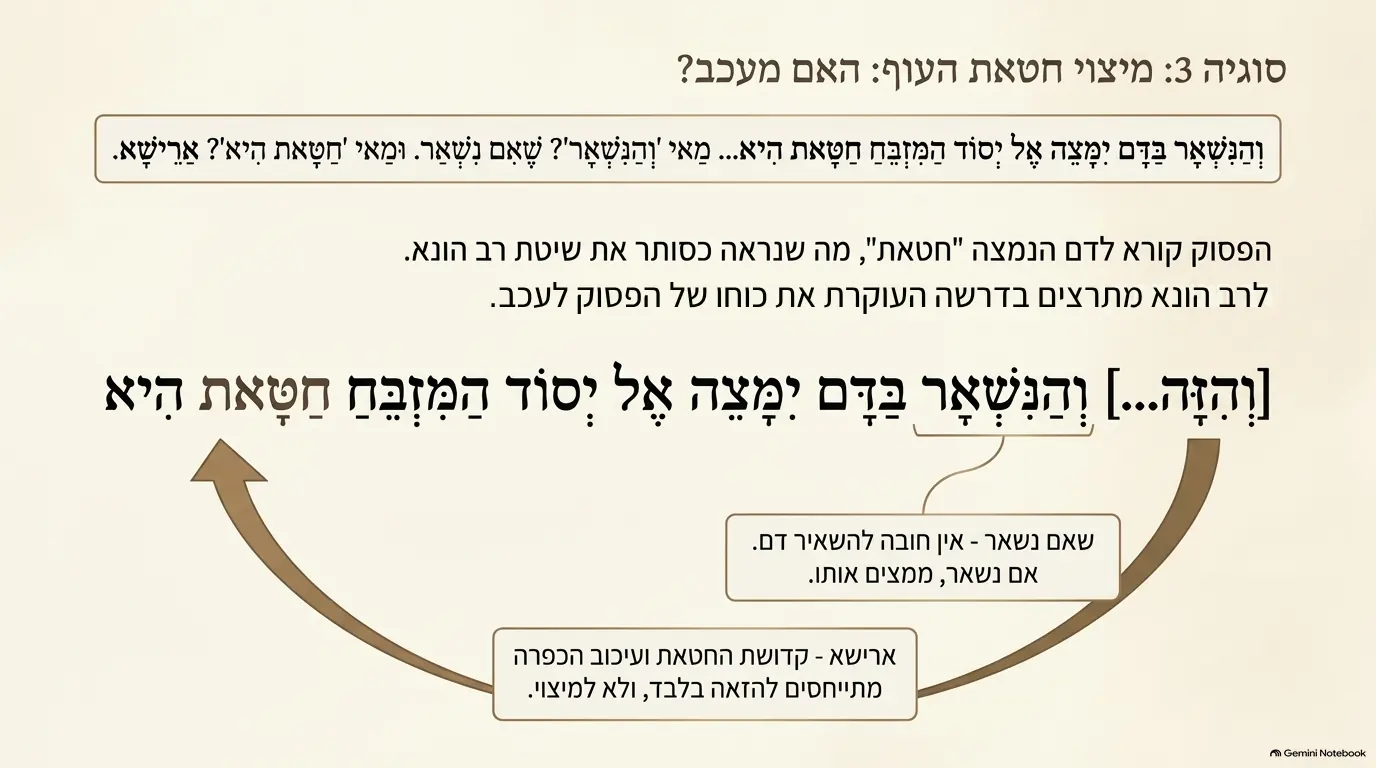 סוגיה 3: מיצוי חטאת העוף: האם מעכב?
וְהַנִּשְׁאָר בַּדָּם יִמָּצֵה אֶל יְסוֹד הַמִּזְבֵּחַ חַטָּאת הִיא... מַאי 'וְהַנִּשְׁאָר'? שֶׁאִם נִשְׁאַר. וּמַאי 'חַטָּאת הִיא'? אַרֵישָׁא.
הפסוק קורא לדם הנמצה "חטאת", מה שנראה כסותר את שיטת רב הונא.
לרב הונא מתרצים בדרשה העוקרת את כוחו של הפסוק לעכב.
[וְהִזָּה...] וְהַנִּשְׁאָר בַּדָּם יִמָּצֵה אֶל יְסוֹד הַמִּזְבֵּחַ חַטָּאת הִיא
שאם נשאר - אין חובה להשאיר דם.
אם נשאר, ממצים אותו.
ארישא - קדושת החטאת ועיכוב הכפרה
מתייחסים להזאה בלבד, ולא למיצוי.
Gemini Notebook